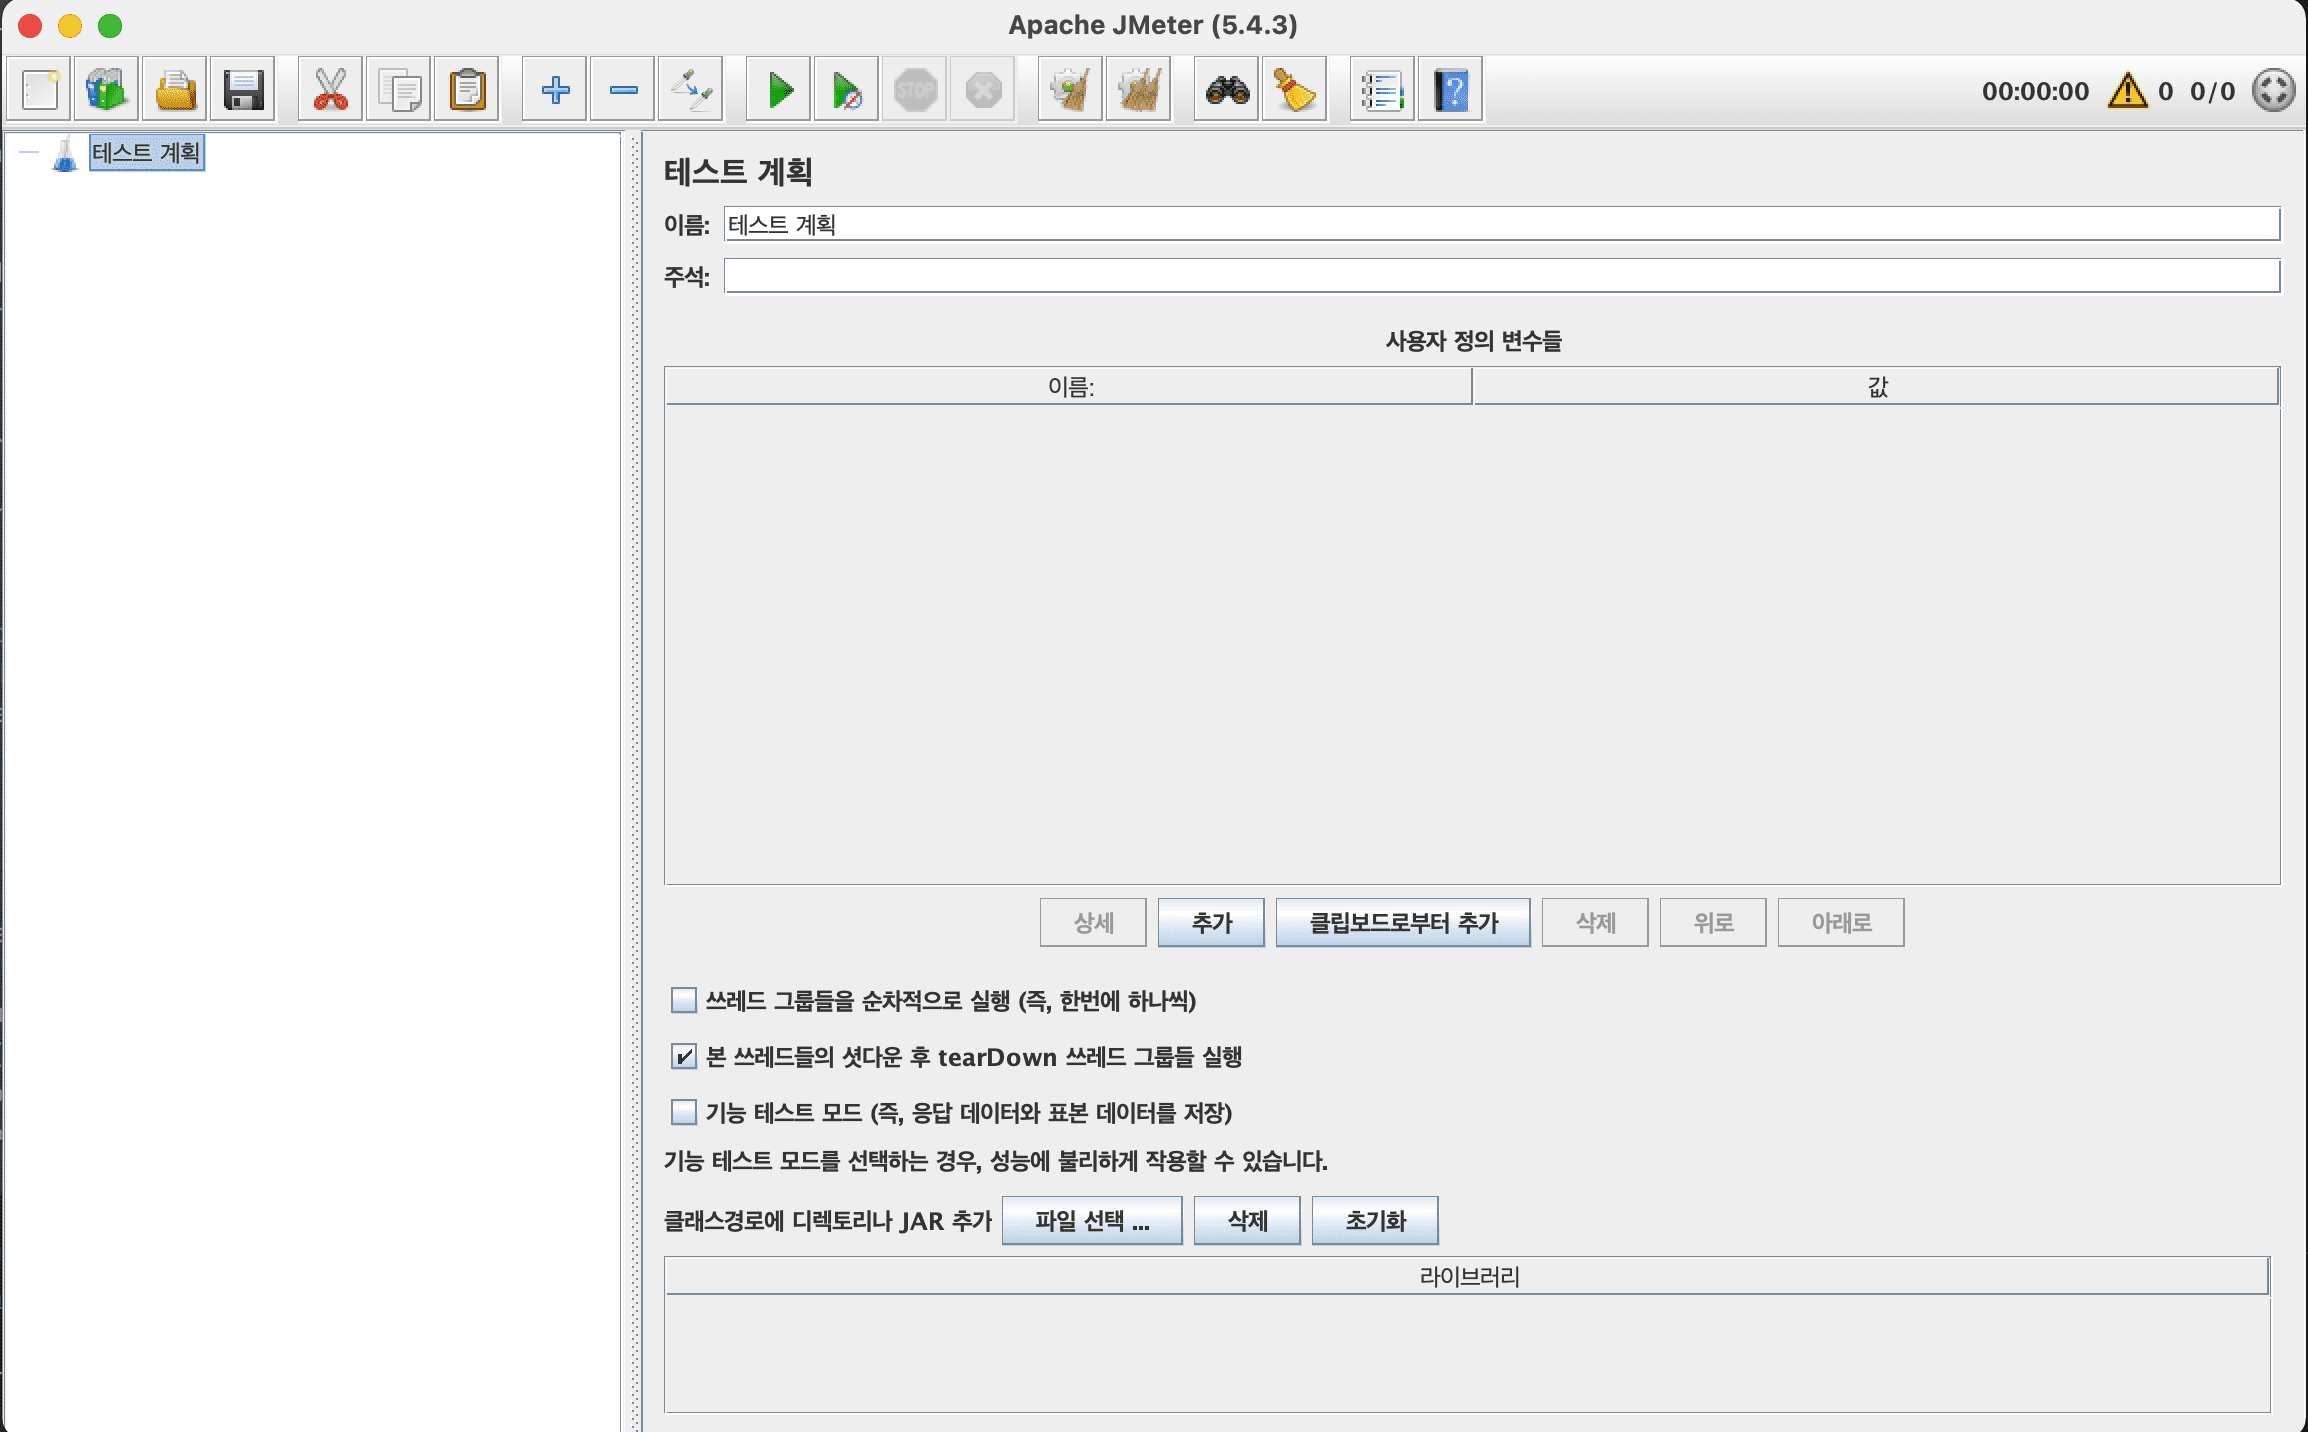 Apache JMeter (5.4.3)
STOP
00:00:00 0 0/0
테스트 계획
테스트 계획
이름: 테스트 계획
주석:
사용자 정의 변수들
이름: 값
상세 추가 클립보드로부터 추가 삭제 위로 아래로
쓰레드 그룹들을 순차적으로 실행 (즉, 한번에 하나씩)
본 쓰레드들의 셧다운 후 tearDown 쓰레드 그룹들 실행
기능 테스트 모드 (즉, 응답 데이터와 표본 데이터를 저장)
기능 테스트 모드를 선택하는 경우, 성능에 불리하게 작용할 수 있습니다.
클래스경로에 디렉토리나 JAR 추가 파일 선택 ... 삭제 초기화
라이브러리